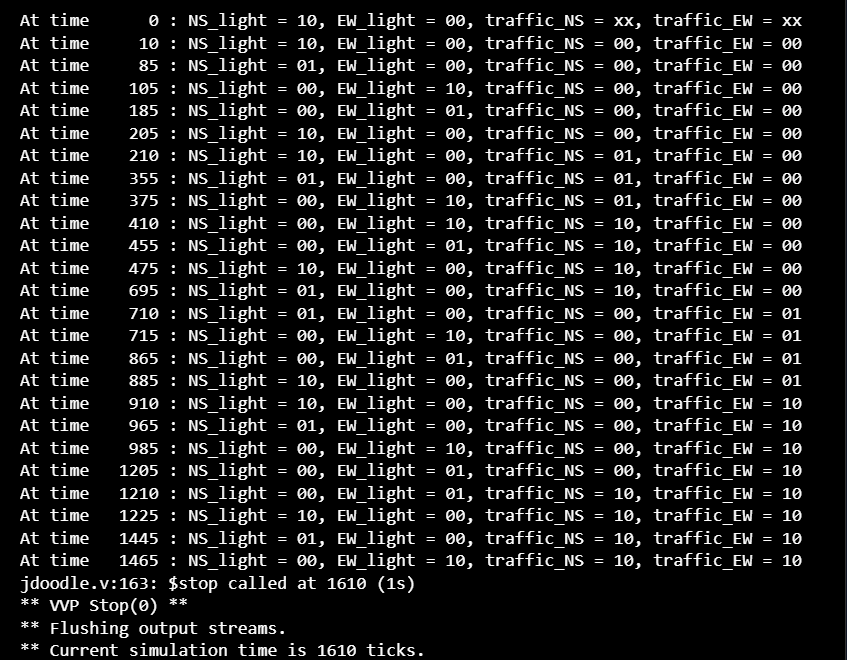 At time      0 : NS_light = 10, EW_light = 00, traffic_NS = xx, traffic_EW = xx
At time     10 : NS_light = 10, EW_light = 00, traffic_NS = 00, traffic_EW = 00
At time     85 : NS_light = 01, EW_light = 00, traffic_NS = 00, traffic_EW = 00
At time    105 : NS_light = 00, EW_light = 10, traffic_NS = 00, traffic_EW = 00
At time    185 : NS_light = 00, EW_light = 01, traffic_NS = 00, traffic_EW = 00
At time    205 : NS_light = 10, EW_light = 00, traffic_NS = 00, traffic_EW = 00
At time    210 : NS_light = 10, EW_light = 00, traffic_NS = 01, traffic_EW = 00
At time    355 : NS_light = 01, EW_light = 00, traffic_NS = 01, traffic_EW = 00
At time    375 : NS_light = 00, EW_light = 10, traffic_NS = 01, traffic_EW = 00
At time    410 : NS_light = 00, EW_light = 10, traffic_NS = 10, traffic_EW = 00
At time    455 : NS_light = 00, EW_light = 01, traffic_NS = 10, traffic_EW = 00
At time    475 : NS_light = 10, EW_light = 00, traffic_NS = 10, traffic_EW = 00
At time    695 : NS_light = 01, EW_light = 00, traffic_NS = 10, traffic_EW = 00
At time    710 : NS_light = 01, EW_light = 00, traffic_NS = 00, traffic_EW = 01
At time    715 : NS_light = 00, EW_light = 10, traffic_NS = 00, traffic_EW = 01
At time    865 : NS_light = 00, EW_light = 01, traffic_NS = 00, traffic_EW = 01
At time    885 : NS_light = 10, EW_light = 00, traffic_NS = 00, traffic_EW = 01
At time    910 : NS_light = 10, EW_light = 00, traffic_NS = 00, traffic_EW = 10
At time    965 : NS_light = 01, EW_light = 00, traffic_NS = 00, traffic_EW = 10
At time    985 : NS_light = 00, EW_light = 10, traffic_NS = 00, traffic_EW = 10
At time   1205 : NS_light = 00, EW_light = 01, traffic_NS = 00, traffic_EW = 10
At time   1210 : NS_light = 00, EW_light = 01, traffic_NS = 10, traffic_EW = 10
At time   1225 : NS_light = 10, EW_light = 00, traffic_NS = 10, traffic_EW = 10
At time   1445 : NS_light = 01, EW_light = 00, traffic_NS = 10, traffic_EW = 10
At time   1465 : NS_light = 00, EW_light = 10, traffic_NS = 10, traffic_EW = 10
jdoodle.v:163: $stop called at 1610 (1s)
** VVP Stop(0) **
** Flushing output streams.
** Current simulation time is 1610 ticks.